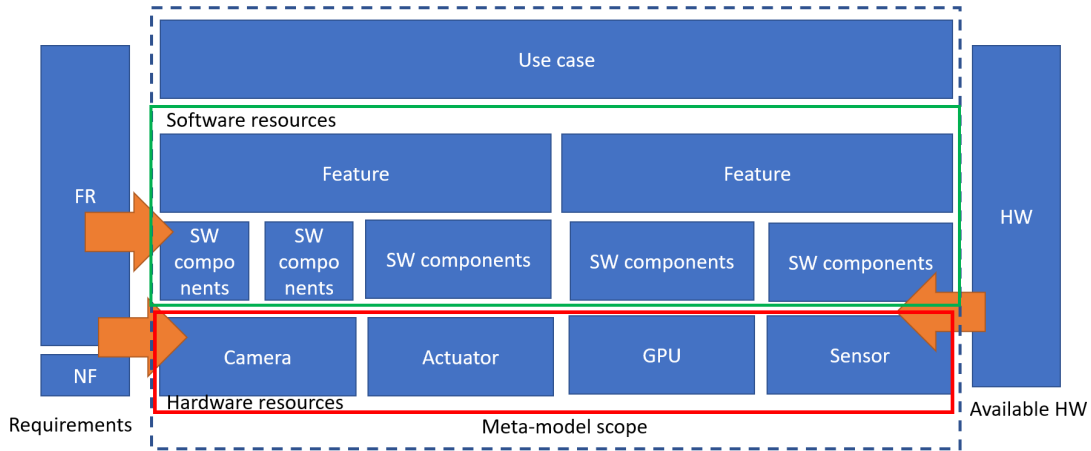 Use case
Software resources
Feature
Feature
FR
HW
SW
compo
nents
SW
compo
nents
SW components
SW components
SW components
Camera
Actuator
GPU
Sensor
NF
Hardware resources
Requirements
Meta-model scope
Available HW